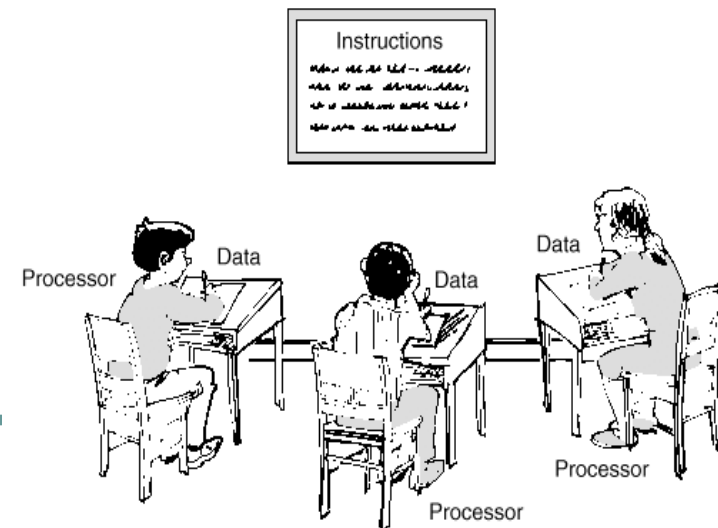 Instructions
Data
Data
Processor
Data
Processor
Processor